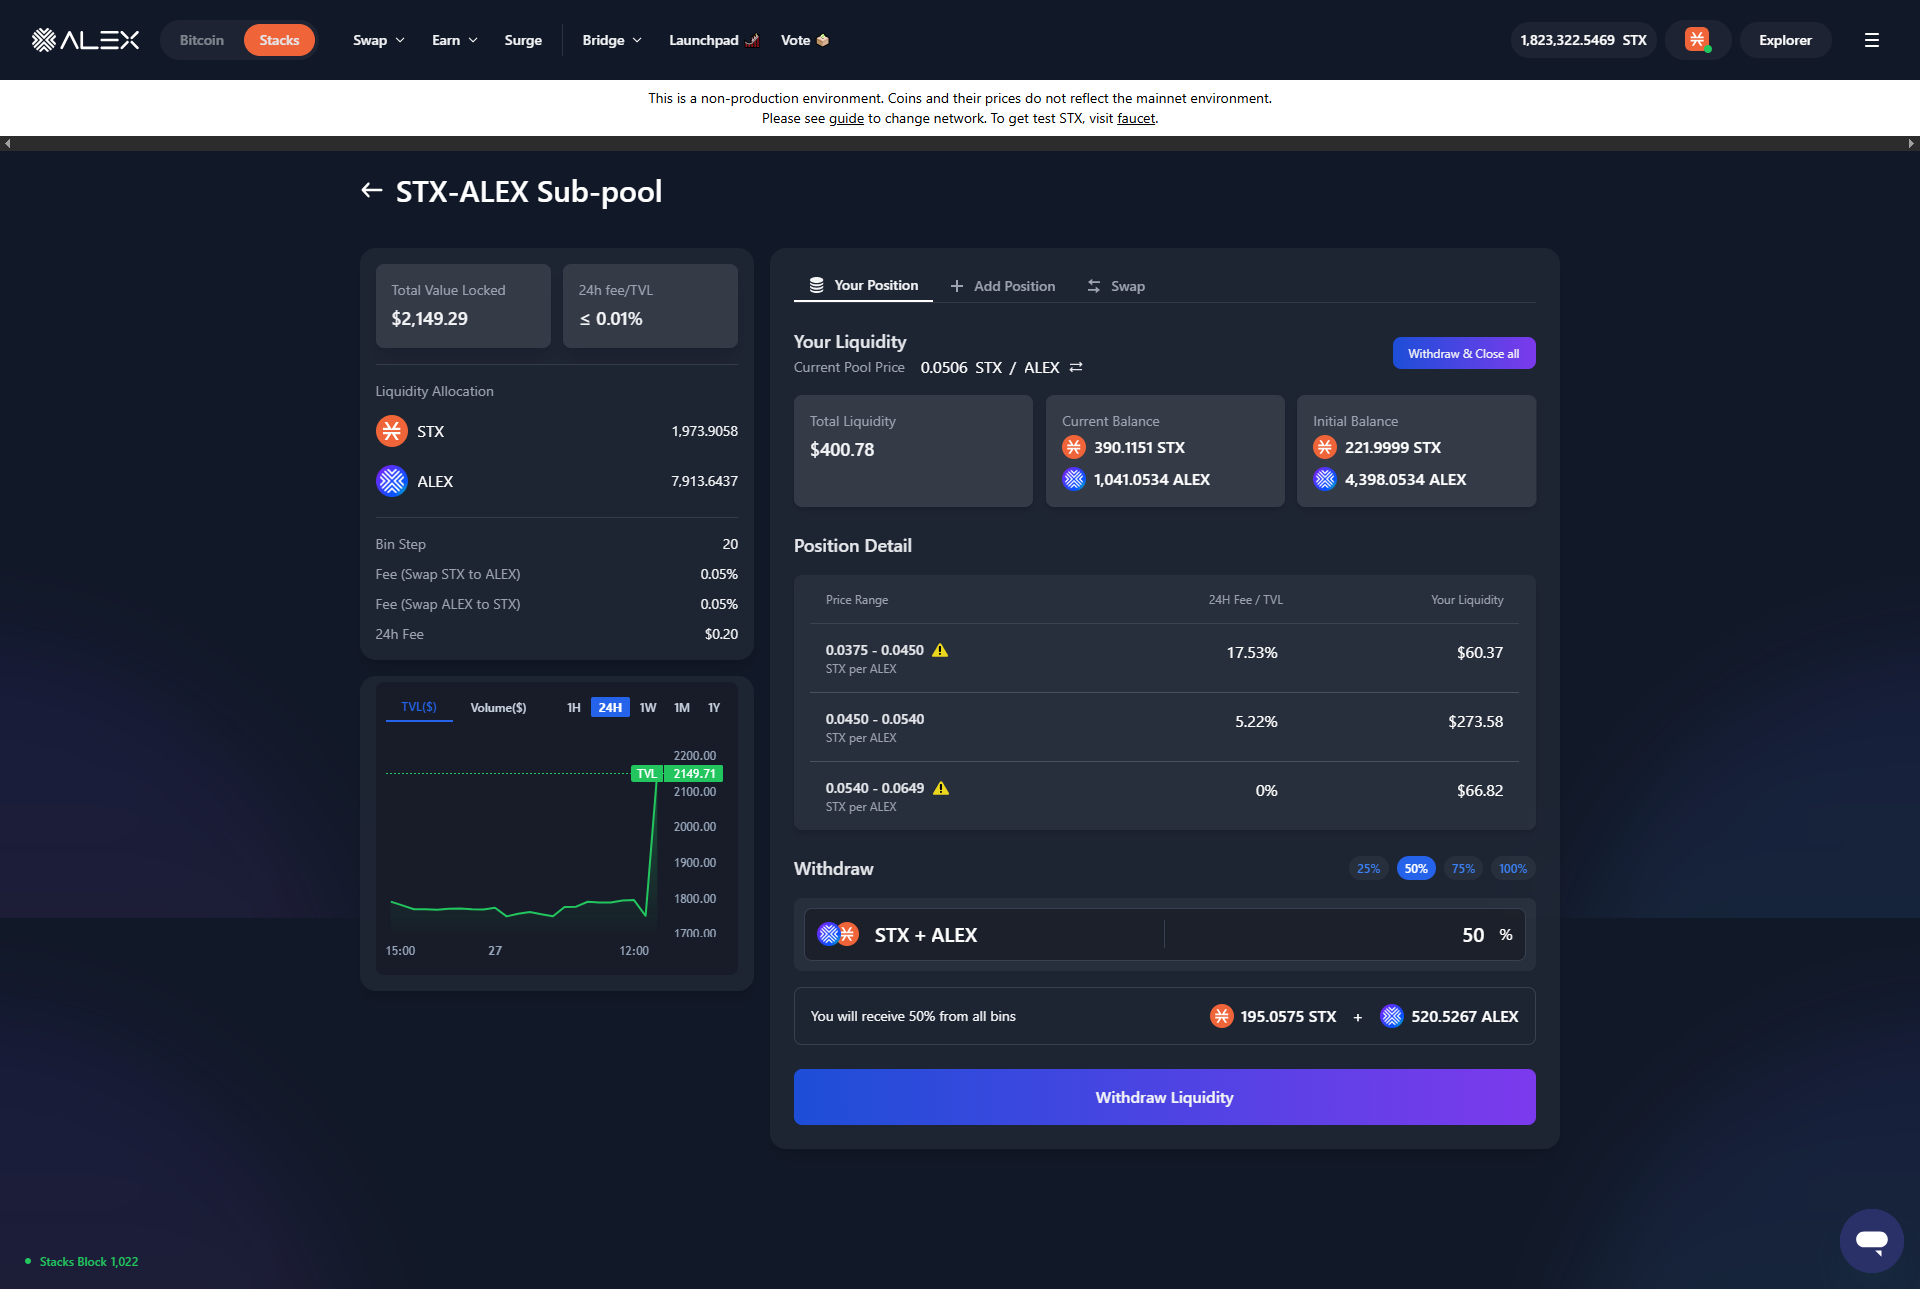 ALEX
Bitcoin
Stacks
Swap
Earn
Surge
Bridge
Launchpad
Vote
1,823,322.5469 STX
Explorer
This is a non-production environment. Coins and their prices do not reflect the mainnet environment.
Please see guide to change network. To get test STX, visit faucet.
STX-ALEX Sub-pool
Total Value Locked
$2,149.29
24h fee/TVL
≤ 0.01%
Liquidity Allocation
STX 1,973.9058
ALEX 7,913.6437
Bin Step 20
Fee (Swap STX to ALEX) 0.05%
Fee (Swap ALEX to STX) 0.05%
24h Fee $0.20
TVL($) Volume($) 1H 24H 1W 1M 1Y
2200.00
TVL 2149.71
2100.00
2000.00
1900.00
1800.00
1700.00
15:00 27 12:00
Your Position
Add Position
Swap
Your Liquidity
Current Pool Price 0.0506 STX / ALEX
Withdraw & Close all
Total Liquidity
$400.78
Current Balance
390.1151 STX
1,041.0534 ALEX
Initial Balance
221.9999 STX
4,398.0534 ALEX
Position Detail
Price Range 24H Fee / TVL Your Liquidity
0.0375 - 0.0450 17.53% $60.37
STX per ALEX
0.0450 - 0.0540 5.22% $273.58
STX per ALEX
0.0540 - 0.0649 0% $66.82
STX per ALEX
Withdraw 25% 50% 75% 100%
STX + ALEX 50 %
You will receive 50% from all bins 195.0575 STX + 520.5267 ALEX
Withdraw Liquidity
Stacks Block 1,022